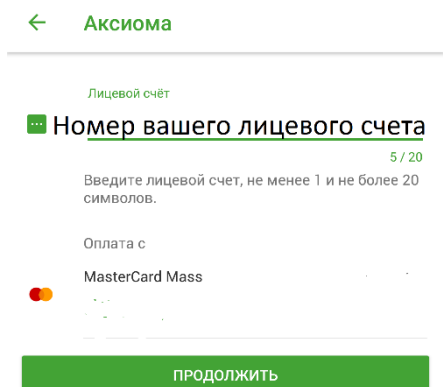 Аксиома
Лицевой счёт
Номер вашего лицевого счета
5 / 20
Введите лицевой счет, не менее 1 и не более 20
символов.
Оплата с
MasterCard Mass
ПРОДОЛЖИТЬ